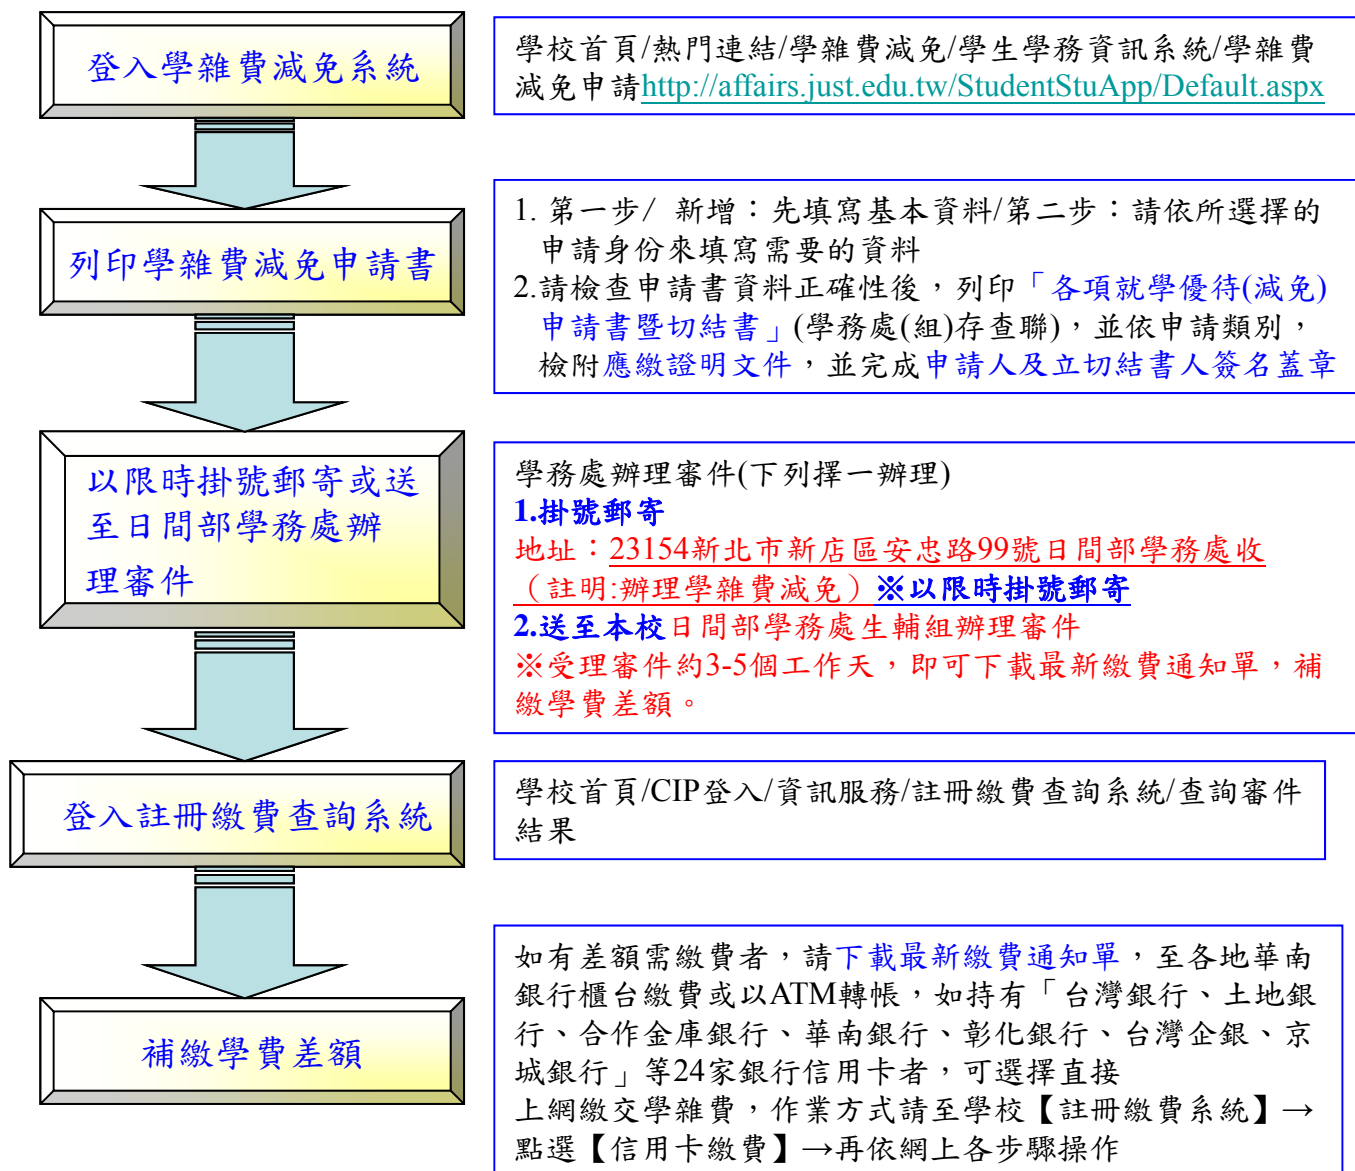 登入學雜費減免系統
學校首頁/熱門連結/學雜費減免/學生學務資訊系統/學雜費
減免申請http://affairs.just.edu.tw/StudentStuApp/Default.aspx
列印學雜費減免申請書
1. 第一步/ 新增：先填寫基本資料/第二步：請依所選擇的
申請身份來填寫需要的資料
2.請檢查申請書資料正確性後，列印「各項就學優待(減免)
申請書暨切結書」(學務處(組)存查聯)，並依申請類別，
檢附應繳證明文件，並完成申請人及立切結書人簽名蓋章
以限時掛號郵寄或送
至日間部學務處辦
理審件
學務處辦理審件(下列擇一辦理)
1.掛號郵寄
地址：23154新北市新店區安忠路99號日間部學務處收
（註明:辦理學雜費減免）※以限時掛號郵寄
2.送至本校日間部學務處生輔組辦理審件
※受理審件約3-5個工作天，即可下載最新繳費通知單，補
繳學費差額。
登入註冊繳費查詢系統
學校首頁/CIP登入/資訊服務/註冊繳費查詢系統/查詢審件
結果
補繳學費差額
如有差額需繳費者，請下載最新繳費通知單，至各地華南
銀行櫃台繳費或以ATM轉帳，如持有「台灣銀行、土地銀
行、合作金庫銀行、華南銀行、彰化銀行、台灣企銀、京
城銀行」等24家銀行信用卡者，可選擇直接
上網繳交學雜費，作業方式請至學校【註冊繳費系統】→
點選【信用卡繳費】→再依網上各步驟操作